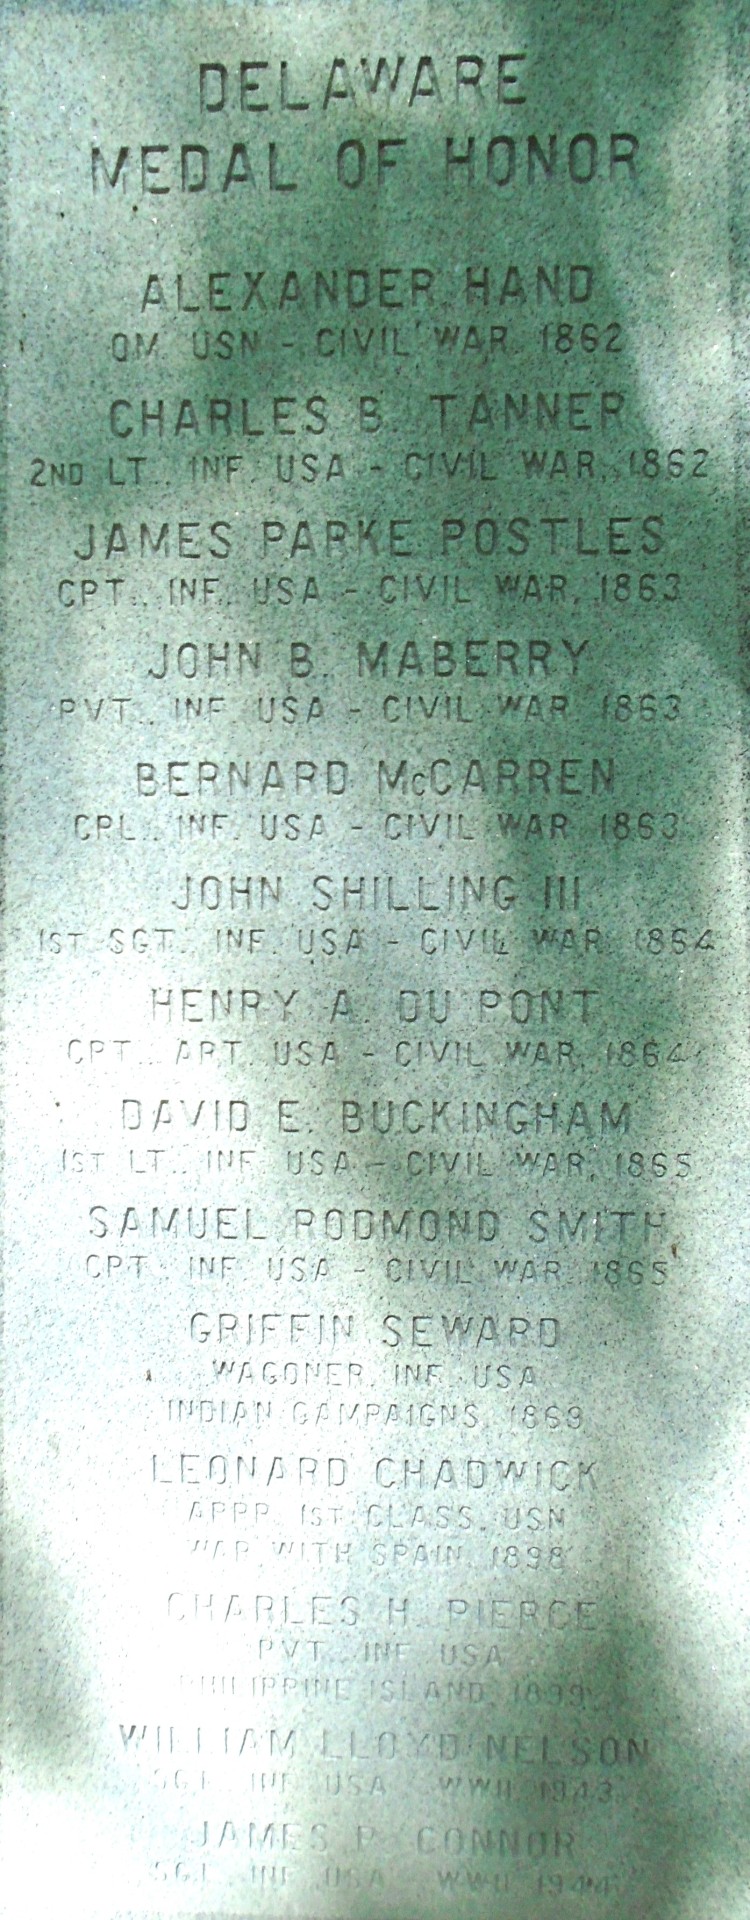 DELAWARE
MEDAL OF HONOR
ALEXANDER HAND
QM USN - CIVIL WAR, 1862
CHARLES B. TANNER
2ND LT., INF. USA - CIVIL WAR, 1862
JAMES PARKE POSTLES
CPT., INF. USA - CIVIL WAR, 1863
JOHN B. MABERRY
PVT., INF. USA - CIVIL WAR 1863
BERNARD McCARREN
CPL., INF. USA - CIVIL WAR 1863
JOHN SHILLING III
1ST SGT., INF. USA - CIVIL WAR 1864
HENRY A. DU PONT
CPT., ART. USA - CIVIL WAR, 1864
DAVID E. BUCKINGHAM
1ST LT., INF. USA - CIVIL WAR, 1865
SAMUEL RODMOND SMITH
CPT., INF. USA - CIVIL WAR 1865
GRIFFIN SEWARD
WAGONER, INF. USA
INDIAN CAMPAIGNS, 1869
LEONARD CHADWICK
APPR. 1ST CLASS, USN
WAR WITH SPAIN, 1898
CHARLES H. PIERCE
PVT., INF. USA
PHILIPPINE ISLAND, 1899
WILLIAM LLOYD NELSON
SGT., INF. USA - WWII 1943
JAMES P. CONNOR
SGT., INF. USA - WWII 1944